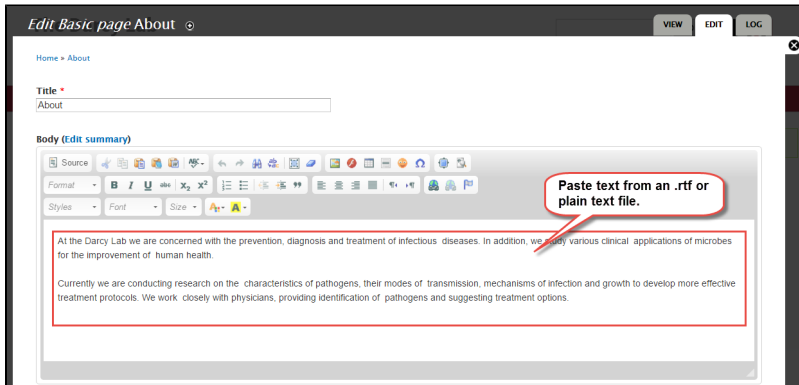 Edit Basic page About
VIEW EDIT LOG
Home » About
Title *
About
Body (Edit summary)
Source ABC
Format B I U abc x₂ x²
Styles Font Size A A
Paste text from an .rtf or
plain text file.
At the Darcy Lab we are concerned with the prevention, diagnosis and treatment of infectious diseases. In addition, we study various clinical applications of microbes
for the improvement of human health.
Currently we are conducting research on the characteristics of pathogens, their modes of transmission, mechanisms of infection and growth to develop more effective
treatment protocols. We work closely with physicians, providing identification of pathogens and suggesting treatment options.